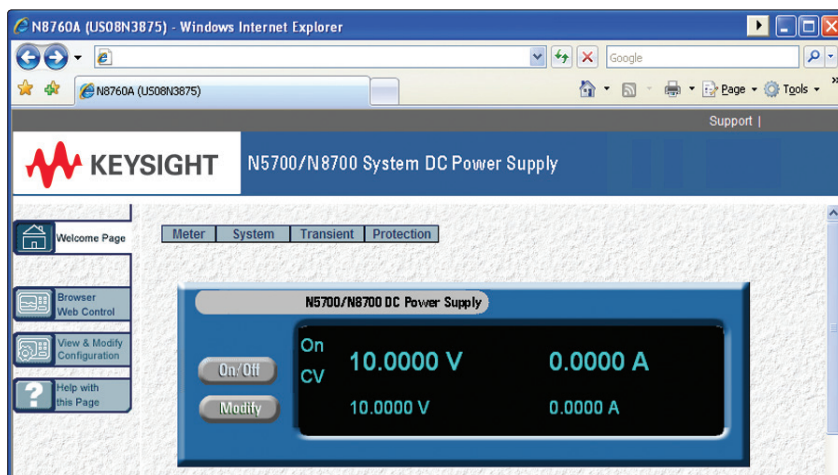 N8760A (US08N3875) - Windows Internet Explorer
Google
N8760A (US08N3875)
Page
Tools
»
Support |
KEYSIGHT
N5700/N8700 System DC Power Supply
Welcome Page
Meter
System
Transient
Protection
Browser
Web Control
View & Modify
Configuration
Help with
this Page
N5700/N8700 DC Power Supply
On/Off
Modify
On
CV
10.0000 V
0.0000 A
10.0000 V
0.0000 A